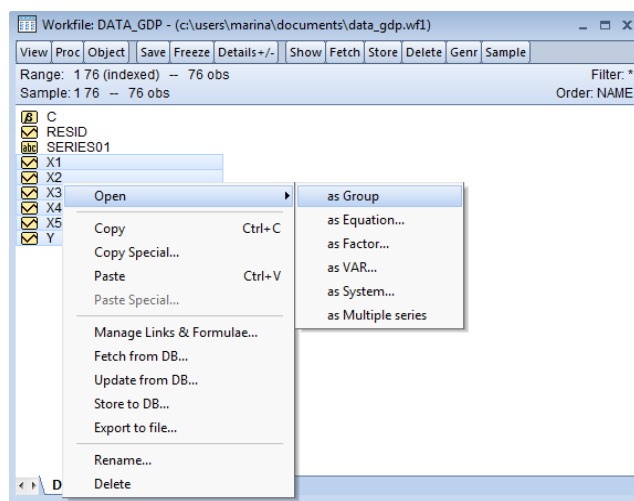 Workfile: DATA_GDP - (c:\users\marina\documents\data_gdp.wf1)
View Proc Object Save Freeze Details+/- Show Fetch Store Delete Genr Sample
Range: 1 76 (indexed) -- 76 obs Filter: *
Sample: 1 76 -- 76 obs Order: NAME
β C
RESID
abc SERIES01
X1
X2
X3
X4
X5
Y
Open
Copy Ctrl+C
Copy Special...
Paste Ctrl+V
Paste Special...
Manage Links & Formulae...
Fetch from DB...
Update from DB...
Store to DB...
Export to file...
Rename...
Delete
as Group
as Equation...
as Factor...
as VAR...
as System...
as Multiple series